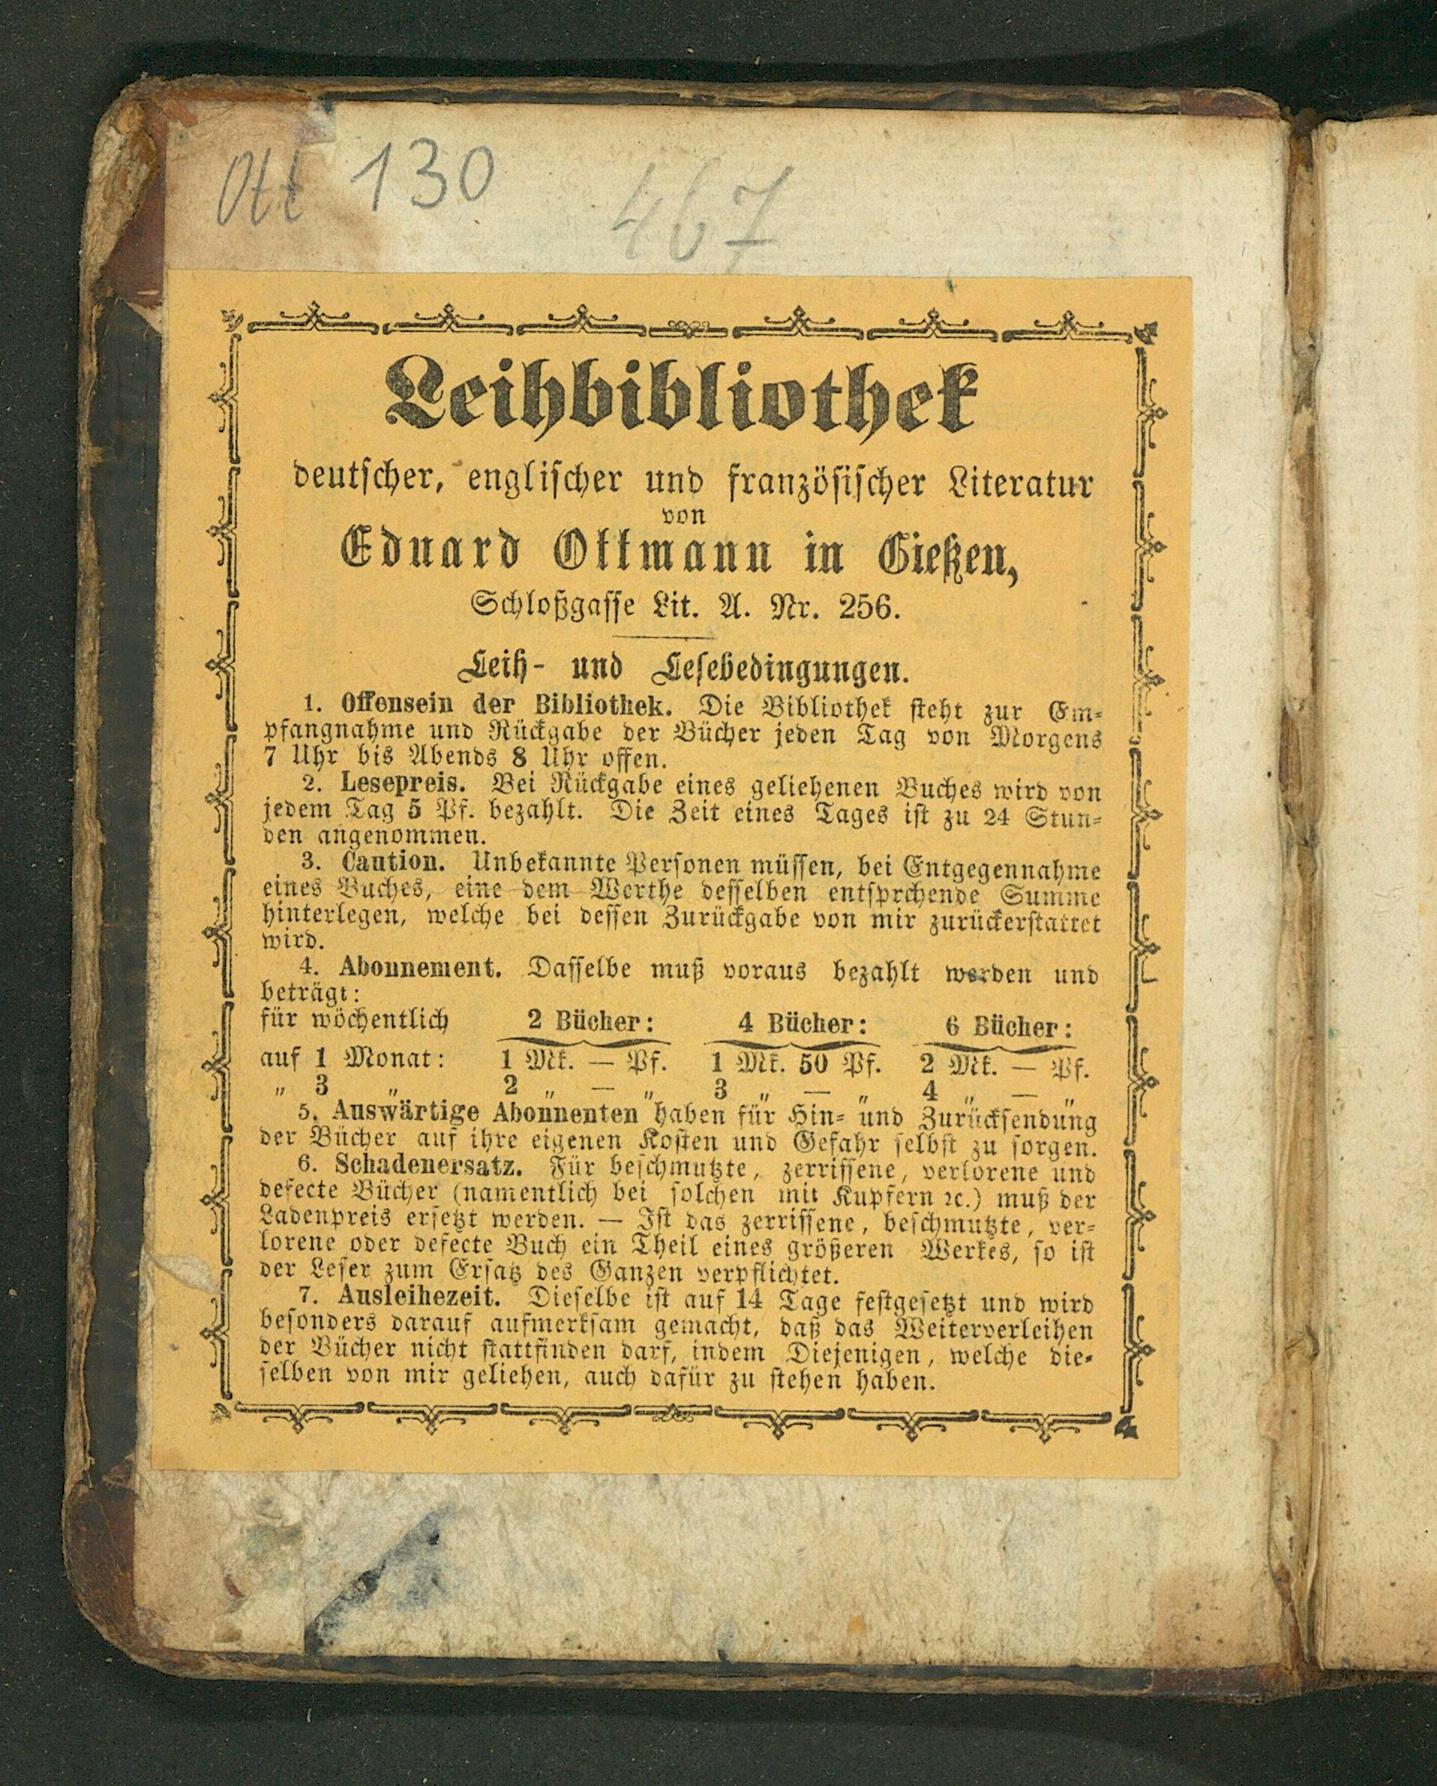 Ott 130
467
Leihbibliothek
deutscher, englischer und französischer Literatur
von
Eduard Ottmann in Gießen,
Schloßgasse Lit. A. Nr. 256.
Leih- und Lesebedingungen.
1. Offensein der Bibliothek. Die Bibliothek steht zur Em-
pfangnahme und Rückgabe der Bücher jeden Tag von Morgens
7 Uhr bis Abends 8 Uhr offen.
2. Lesepreis. Bei Rückgabe eines geliehenen Buches wird von
jedem Tag 5 Pf. bezahlt. Die Zeit eines Tages ist zu 24 Stun-
den angenommen.
3. Caution. Unbekannte Personen müssen, bei Entgegennahme
eines Buches, eine dem Werthe desselben entsprchende Summe
hinterlegen, welche bei dessen Zurückgabe von mir zurückerstattet
wird.
4. Abonnement. Dasselbe muß voraus bezahlt werden und
beträgt:
für wöchentlich 2 Bücher: 4 Bücher: 6 Bücher:
auf 1 Monat: 1 Mk. — Pf. 1 Mk. 50 Pf. 2 Mk. — Pf.
„ 3 „ 2 „ — „ 3 „ — „ 4 „ — „
5. Auswärtige Abonnenten haben für Hin- und Zurücksendung
der Bücher auf ihre eigenen Kosten und Gefahr selbst zu sorgen.
6. Schadenersatz. Für beschmutzte, zerrissene, verlorene und
defecte Bücher (namentlich bei solchen mit Kupfern ꝛc.) muß der
Ladenpreis ersetzt werden. — Ist das zerrissene, beschmutzte, ver-
lorene oder defecte Buch ein Theil eines größeren Werkes, so ist
der Leser zum Ersatz des Ganzen verpflichtet.
7. Ausleihezeit. Dieselbe ist auf 14 Tage festgesetzt und wird
besonders darauf aufmerksam gemacht, daß das Weiterverleihen
der Bücher nicht stattfinden darf, indem Diejenigen, welche die-
selben von mir geliehen, auch dafür zu stehen haben.